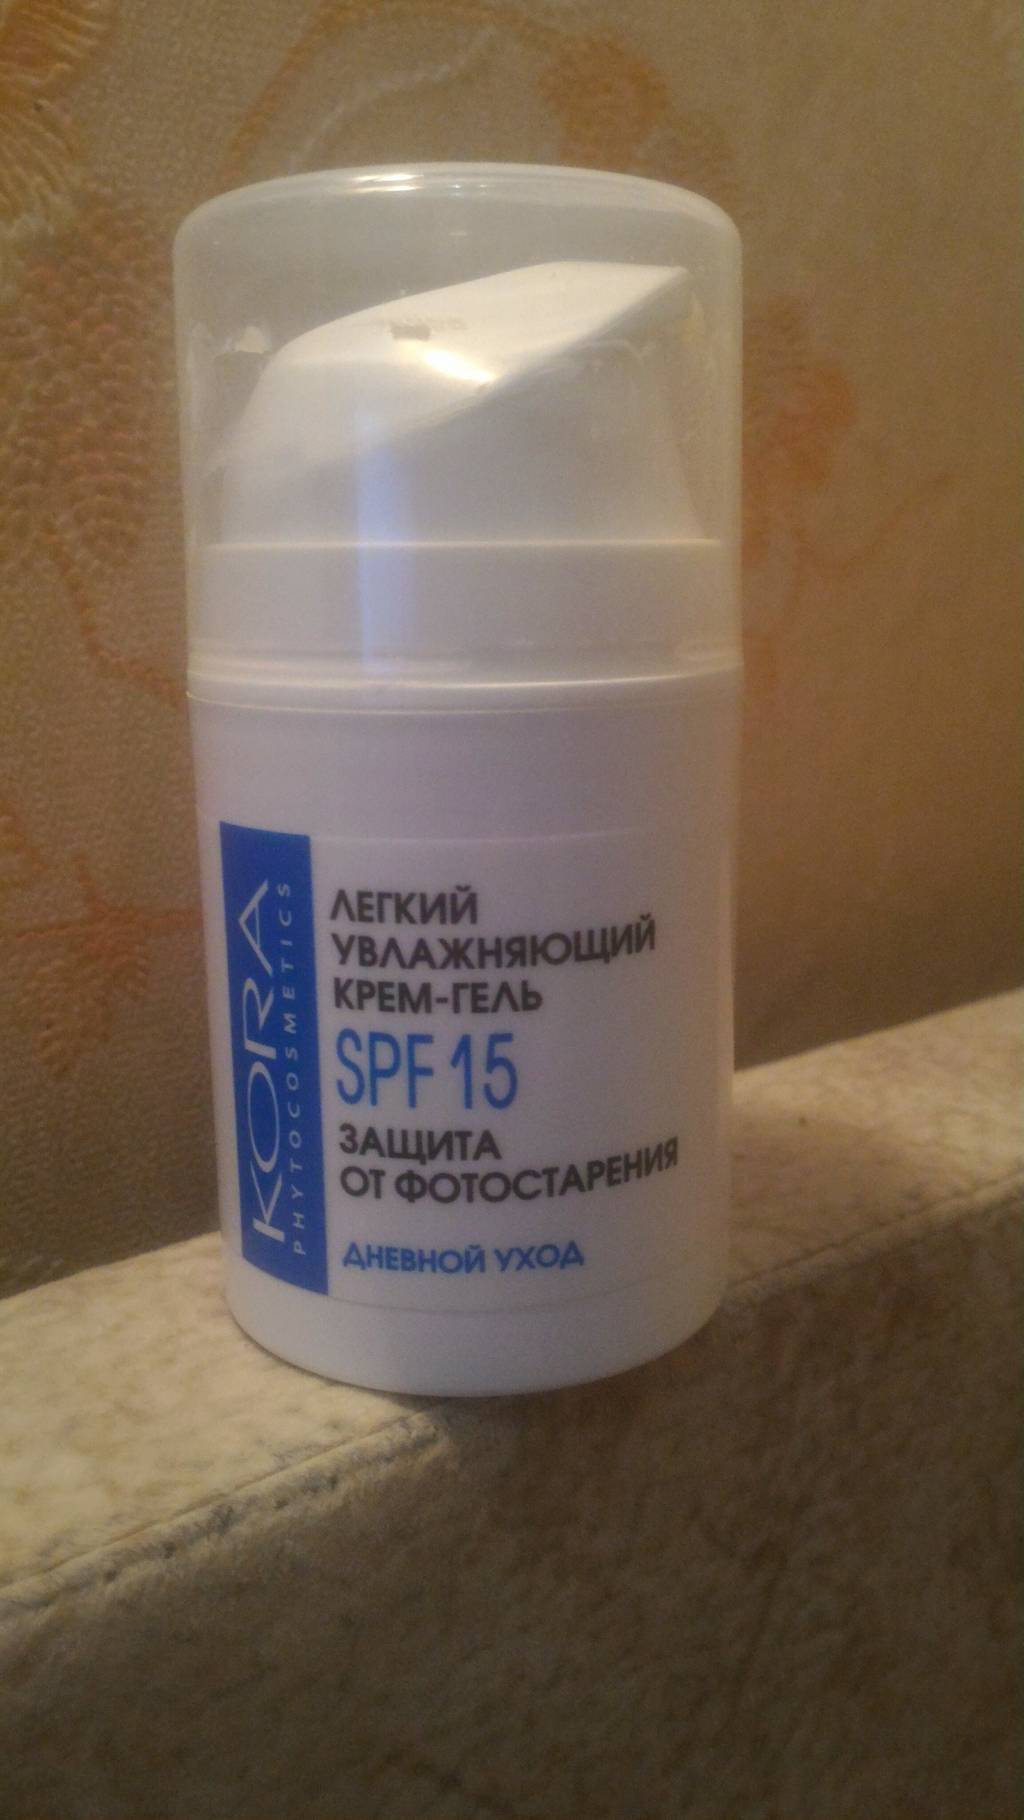 KORA
PHYTOCOSMETICS
ЛЕГКИЙ
УВЛАЖНЯЮЩИЙ
КРЕМ-ГЕЛЬ
SPF 15
ЗАЩИТА
ОТ ФОТОСТАРЕНИЯ
ДНЕВНОЙ УХОД